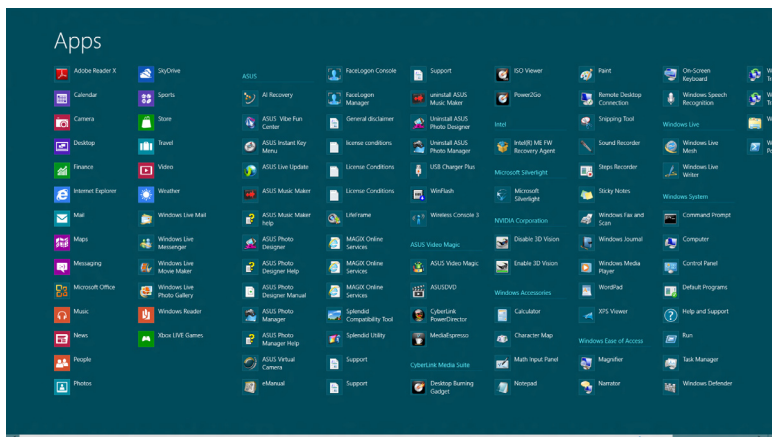 Apps
Adobe Reader X
Calendar
Camera
Desktop
Finance
Internet Explorer
Mail
Maps
Messaging
Microsoft Office
Music
News
People
Photos
SkyDrive
Sports
Store
Travel
Video
Weather
Windows Live Mail
Windows Live
Messenger
Windows Live
Movie Maker
Windows Live
Photo Gallery
Windows Reader
Xbox LIVE Games
ASUS
AI Recovery
ASUS Vibe Fun
Center
ASUS Instant Key
Menu
ASUS Live Update
ASUS Music Maker
ASUS Music Maker
help
ASUS Photo
Designer
ASUS Photo
Designer Help
ASUS Photo
Designer Manual
ASUS Photo
Manager
ASUS Photo
Manager Help
ASUS Virtual
Camera
eManual
FaceLogon Console
FaceLogon
Manager
General disclaimer
license conditions
License Conditions
License Conditions
LifeFrame
MAGIX Online
Services
MAGIX Online
Services
MAGIX Online
Services
Splendid
Compatibility Tool
Splendid Utility
Support
Support
Support
uninstall ASUS
Music Maker
Uninstall ASUS
Photo Designer
Uninstall ASUS
Photo Manager
USB Charger Plus
WinFlash
Wireless Console 3
ASUS Video Magic
ASUS Video Magic
ASUSDVD
CyberLink
PowerDirector
MediaEspresso
CyberLink Media Suite
Desktop Burning
Gadget
ISO Viewer
Power2Go
Intel
Intel(R) ME FW
Recovery Agent
Microsoft Silverlight
Microsoft
Silverlight
NVIDIA Corporation
Disable 3D Vision
Enable 3D Vision
Windows Accessories
Calculator
Character Map
Math Input Panel
Notepad
Paint
Remote Desktop
Connection
Snipping Tool
Sound Recorder
Steps Recorder
Sticky Notes
Windows Fax and
Scan
Windows Journal
Windows Media
Player
WordPad
XPS Viewer
Windows Ease of Access
Magnifier
Narrator
On-Screen
Keyboard
Windows Speech
Recognition
Windows Live
Windows Live
Mesh
Windows Live
Writer
Windows System
Command Prompt
Computer
Control Panel
Default Programs
Help and Support
Run
Task Manager
Windows Defender